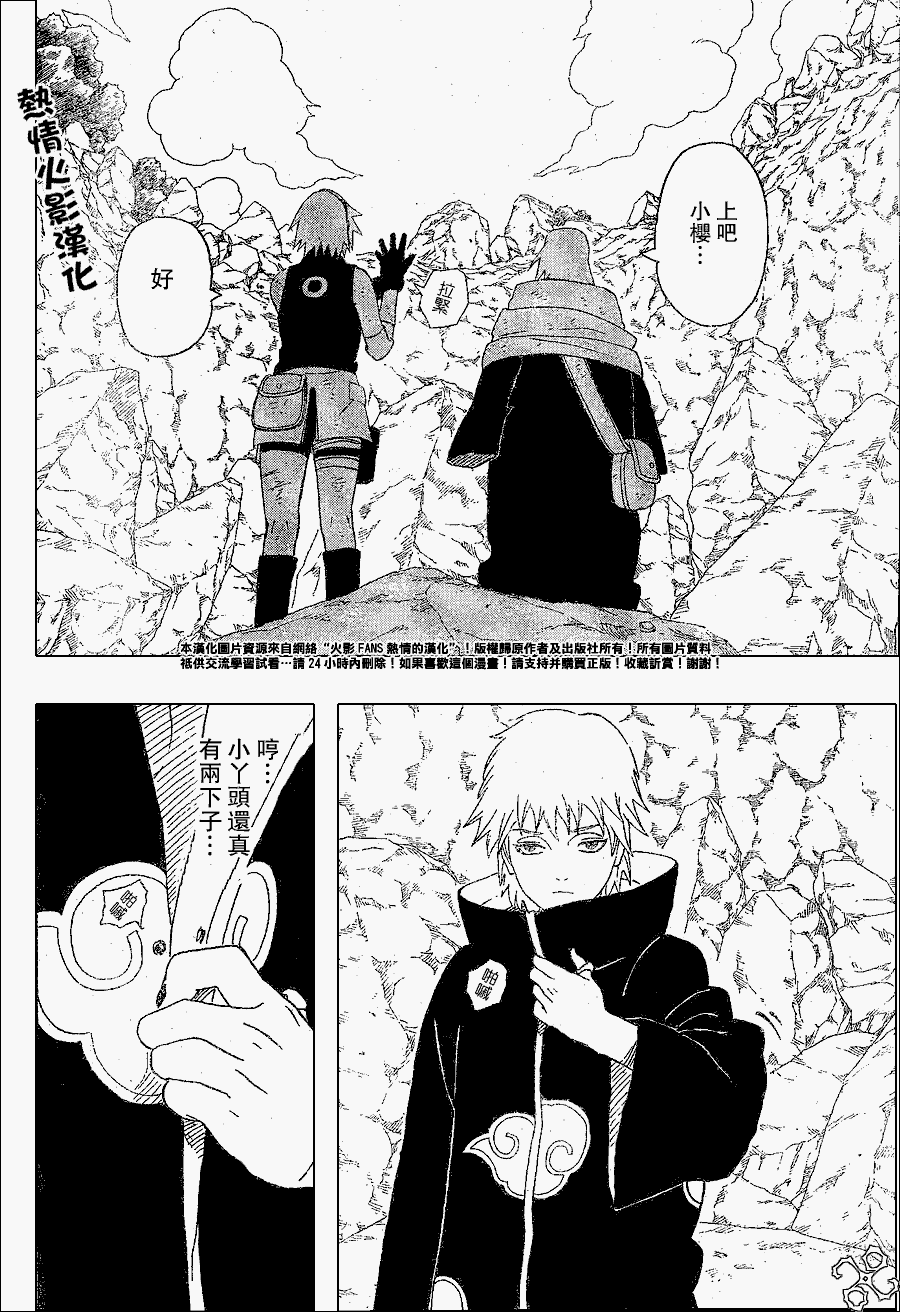 熱情火影漢化
上吧
小櫻…
拉緊
好
本漢化圖片資源來自網絡“火影FANS熱情的漢化”！版權歸原作者及出版社所有！所有圖片質料
祗供交流學習試看…請24小時內刪除！如果喜歡這個漫畫！請支持并購買正版！收藏訢賞！謝謝！
啪嘁
哼…
小丫頭還真
有兩下子…
啪嘁